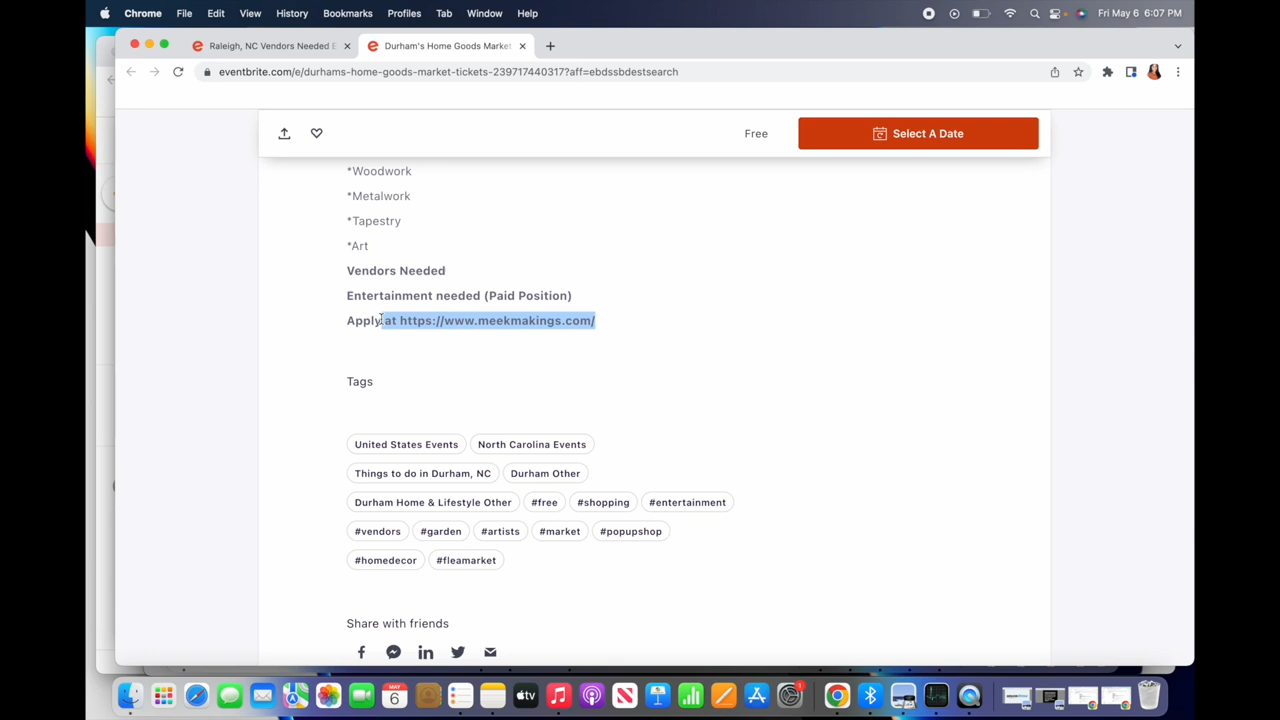 Chrome File Edit View History Bookmarks Profiles Tab Window Help Fri May 6 6:07 PM
Raleigh, NC Vendors Needed E Durham's Home Goods Market
eventbrite.com/e/durhams-home-goods-market-tickets-239717440317?aff=ebdssbdestsearch
Free Select A Date
*Woodwork
*Metalwork
*Tapestry
*Art
Vendors Needed
Entertainment needed (Paid Position)
Apply at https://www.meekmakings.com/
Tags
United States Events North Carolina Events
Things to do in Durham, NC Durham Other
Durham Home & Lifestyle Other #free #shopping #entertainment
#vendors #garden #artists #market #popupshop
#homedecor #fleamarket
Share with friends
MAY
6
tv
1